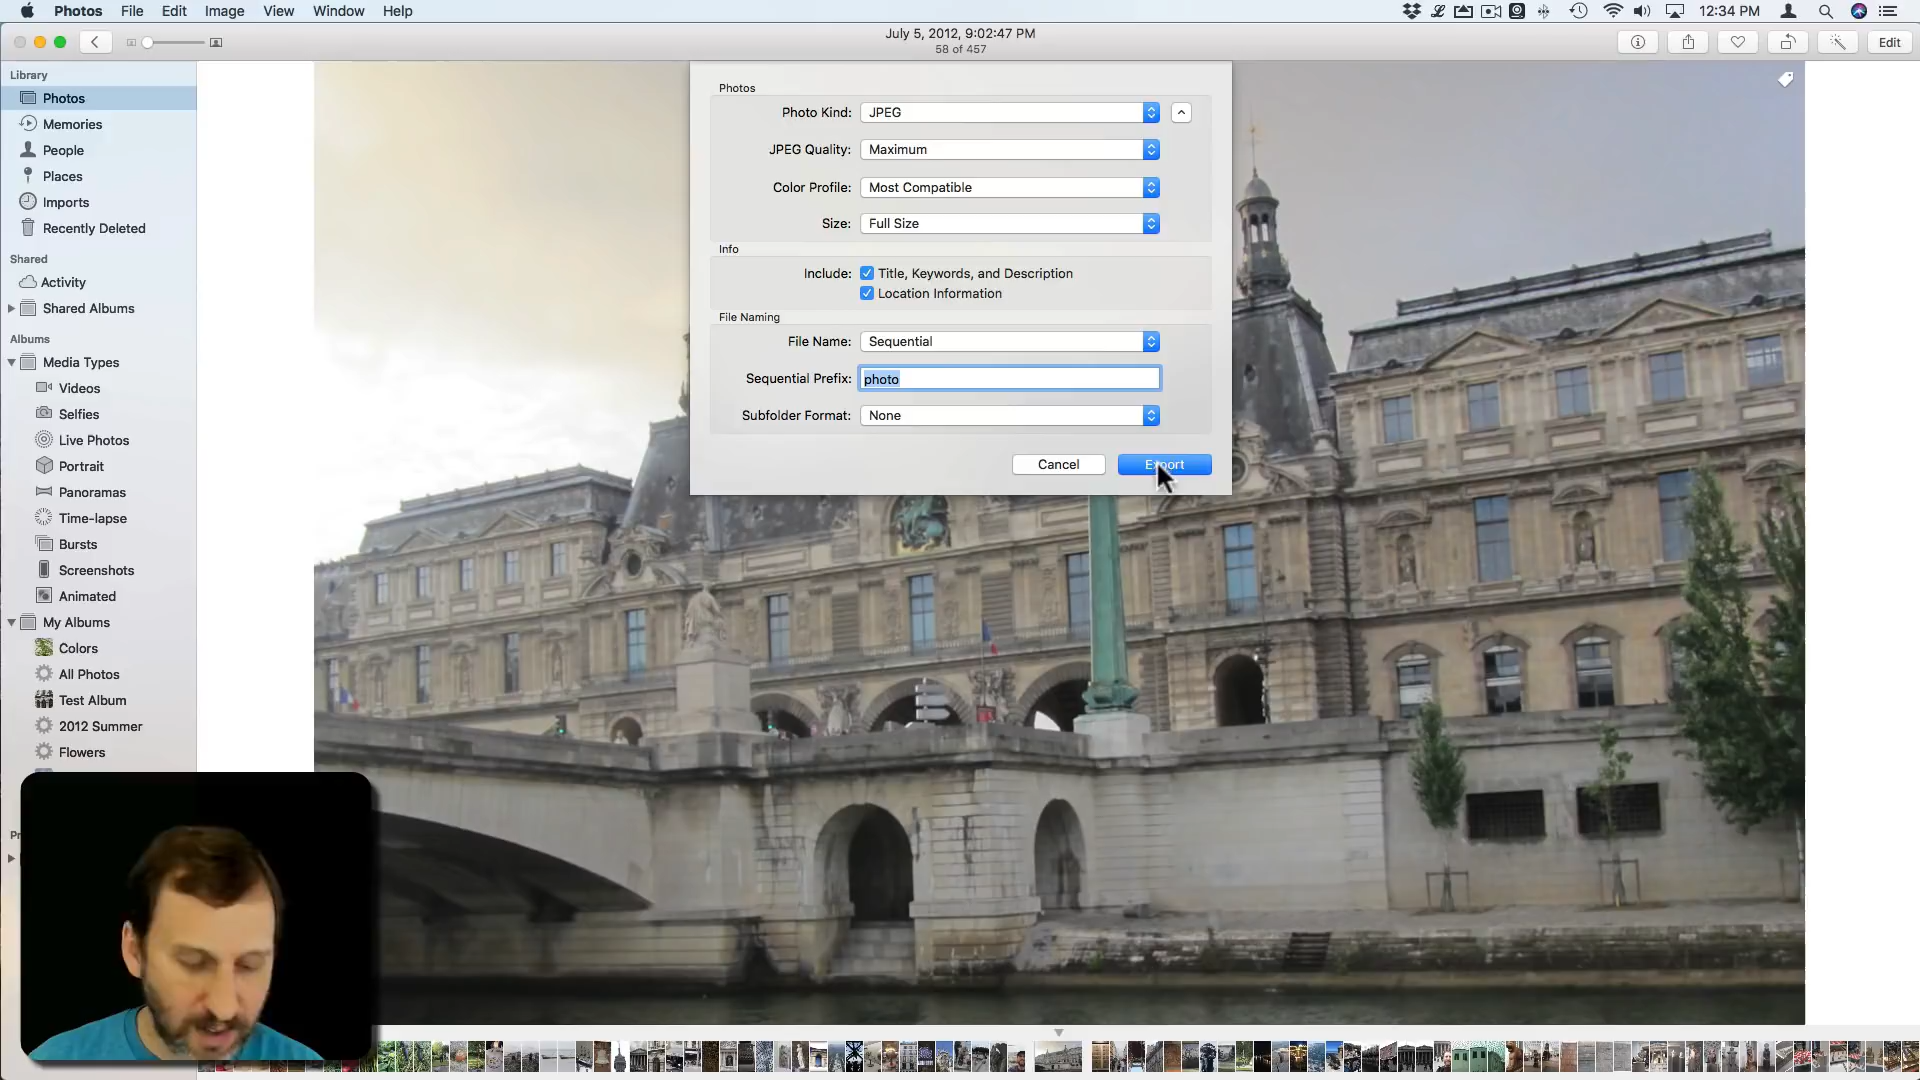 Photos File Edit Image View Window Help 12:34 PM
July 5, 2012, 9:02:47 PM
58 of 457
Edit
Library
Photos
Memories
People
Places
Imports
Recently Deleted
Shared
Activity
Shared Albums
Albums
Media Types
Videos
Selfies
Live Photos
Portrait
Panoramas
Time-lapse
Bursts
Screenshots
Animated
My Albums
Colors
All Photos
Test Album
2012 Summer
Flowers
Photos
Photo Kind: JPEG
JPEG Quality: Maximum
Color Profile: Most Compatible
Size: Full Size
Info
Include: Title, Keywords, and Description
Location Information
File Naming
File Name: Sequential
Sequential Prefix: photo
Subfolder Format: None
Cancel Export